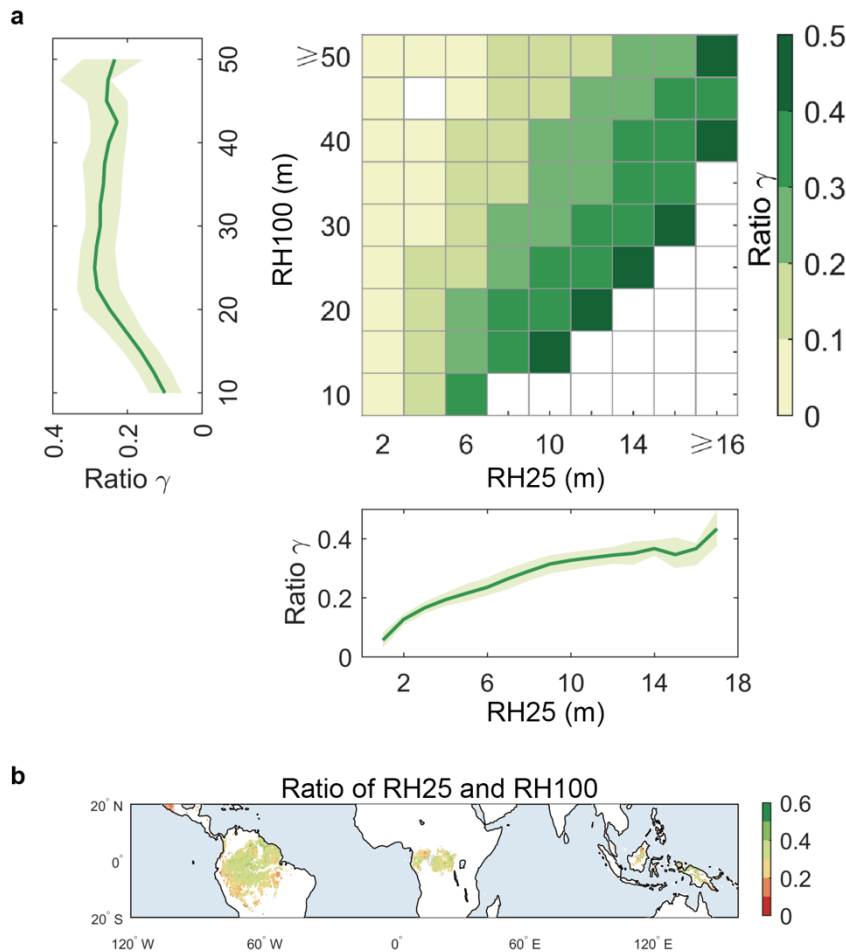 a
0.4
0.2
0
Ratio γ
10
20
30
40
50
RH100 (m)
⩾50
40
30
20
10
2
6
10
14
⩾16
RH25 (m)
0.5
0.4
0.3
0.2
0.1
0
Ratio γ
0.4
0.2
0
Ratio γ
2
6
10
14
18
RH25 (m)
b
Ratio of RH25 and RH100
20° N
0°
20° S
120° W
60° W
0°
60° E
120° E
0.6
0.4
0.2
0